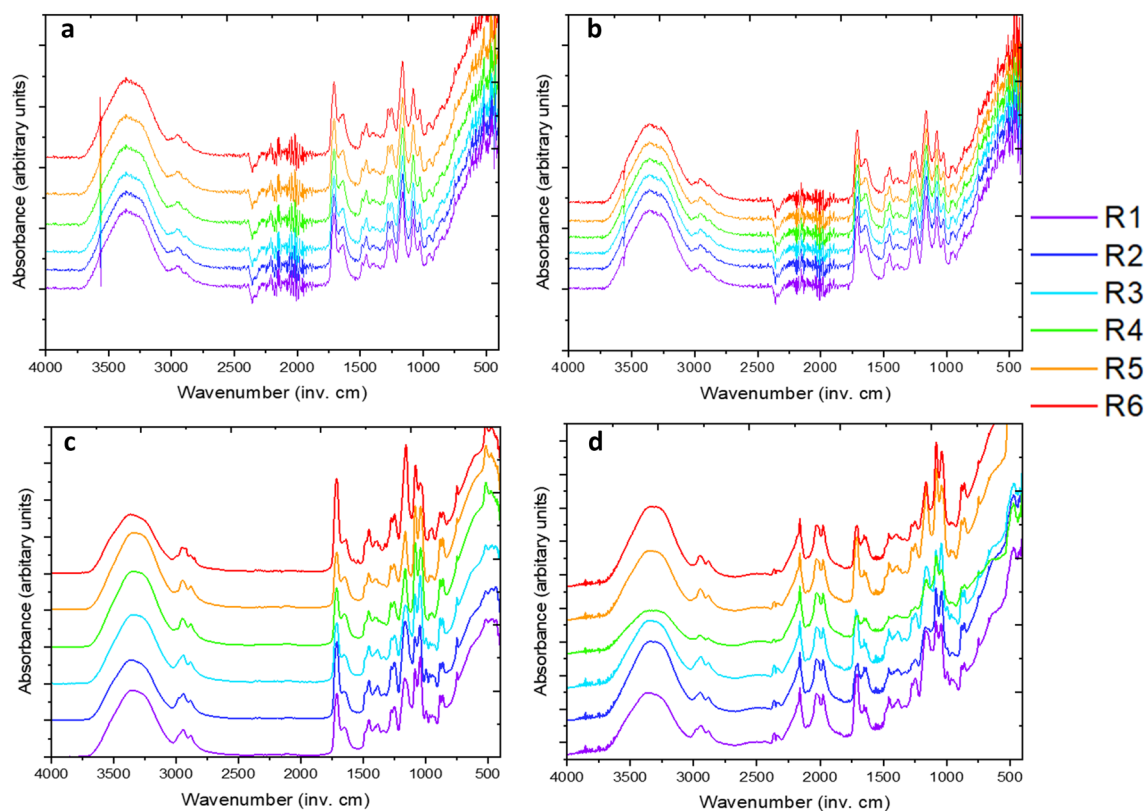 a
Absorbance (arbitrary units)
4000 3500 3000 2500 2000 1500 1000 500
Wavenumber (inv. cm)
b
Absorbance (arbitrary units)
4000 3500 3000 2500 2000 1500 1000 500
Wavenumber (inv. cm)
R1
R2
R3
R4
R5
R6
c
Absorbance (arbitary units)
4000 3500 3000 2500 2000 1500 1000 500
Wavenumber (inv. cm)
d
Absorbance (arbitrary units)
4000 3500 3000 2500 2000 1500 1000 500
Wavenumber (inv. cm)